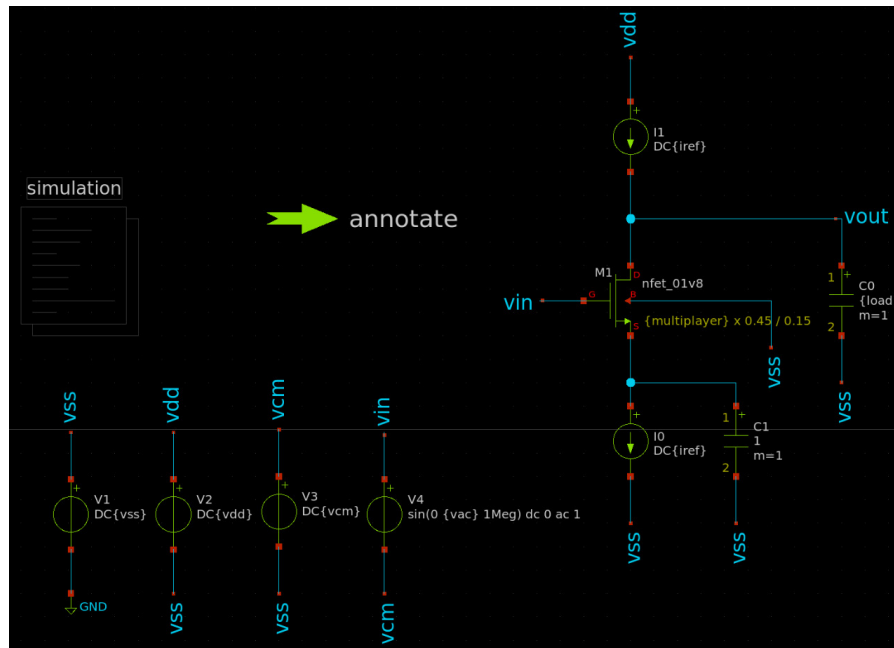 vdd
+
I1
DC{iref}
simulation
annotate
vout
M1
D
nfet_01v8
vin
G
B
S
{multiplayer} x 0.45 / 0.15
1
+
C0
{load
m=1
2
vss
vss
vss
vdd
vcm
vin
+
I0
DC{iref}
1
+
C1
1
m=1
2
vss
vss
+
V1
DC{vss}
+
V2
DC{vdd}
+
V3
DC{vcm}
+
V4
sin(0 {vac} 1Meg) dc 0 ac 1
GND
vss
vss
vcm